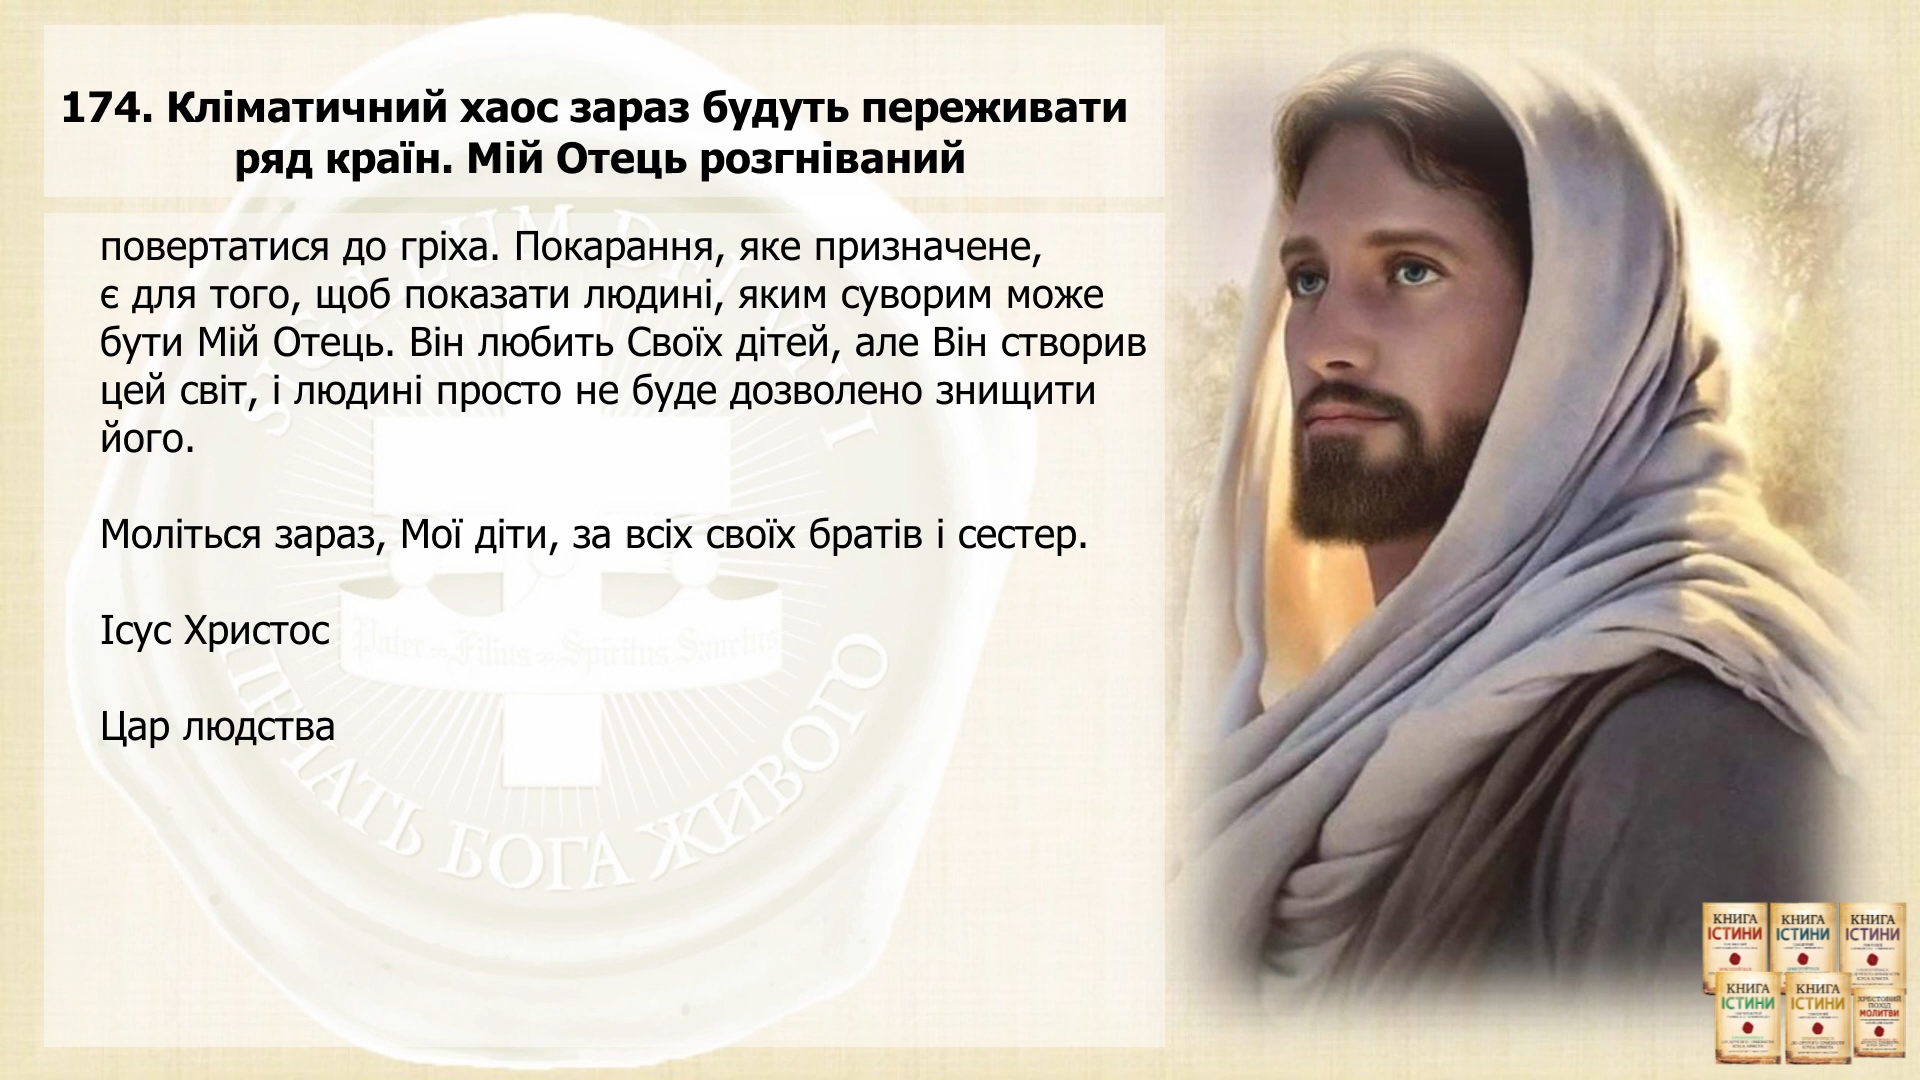 174. Кліматичний хаос зараз будуть переживати
ряд країн. Мій Отець розгніваний
повертатися до гріха. Покарання, яке призначене,
є для того, щоб показати людині, яким суворим може
бути Мій Отець. Він любить Своїх дітей, але Він створив
цей світ, і людині просто не буде дозволено знищити
його.
Моліться зараз, Мої діти, за всіх своїх братів і сестер.
Ісус Христос
Цар людства
SIGILLUM DEI VIVI
Pater Filius Spiritus Sanctus
ПЕЧАТЬ БОГА ЖИВОГО
КНИГА
ІСТИНИ
КНИГА
ІСТИНИ
КНИГА
ІСТИНИ
КНИГА
ІСТИНИ
КНИГА
ІСТИНИ
ХРЕСТОВИЙ
ПОХІД
МОЛИТВИ